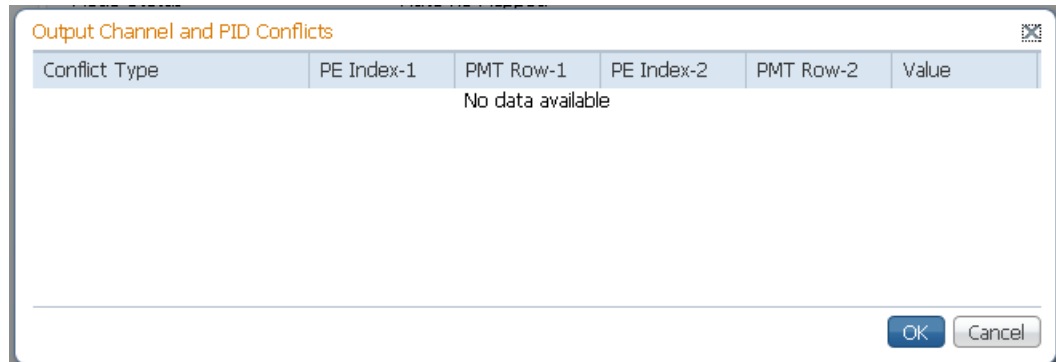 Output Channel and PID Conflicts
Conflict Type PE Index-1 PMT Row-1 PE Index-2 PMT Row-2 Value
No data available
OK Cancel